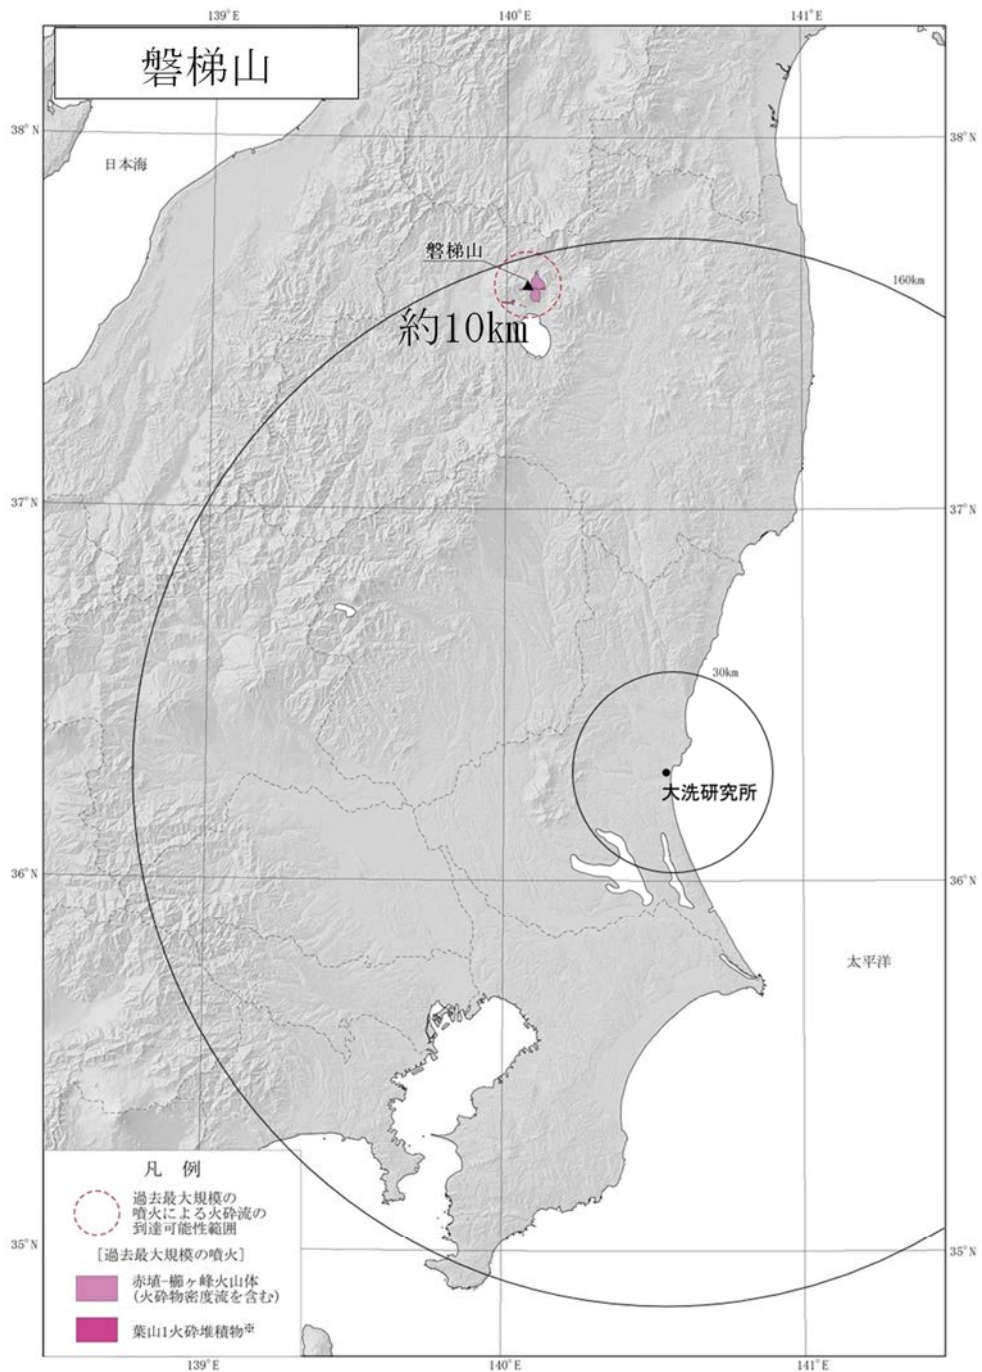 139°E
140°E
141°E
磐梯山
38°N
38°N
日本海
磐梯山
160km
約10km
37°N
37°N
30km
大洗研究所
36°N
36°N
太平洋
凡 例
過去最大規模の
噴火による火砕流の
到達可能性範囲
[過去最大規模の噴火]
赤埴-櫛ヶ峰火山体
(火砕物密度流を含む)
葉山1火砕堆積物※
35°N
35°N
139°E
140°E
141°E